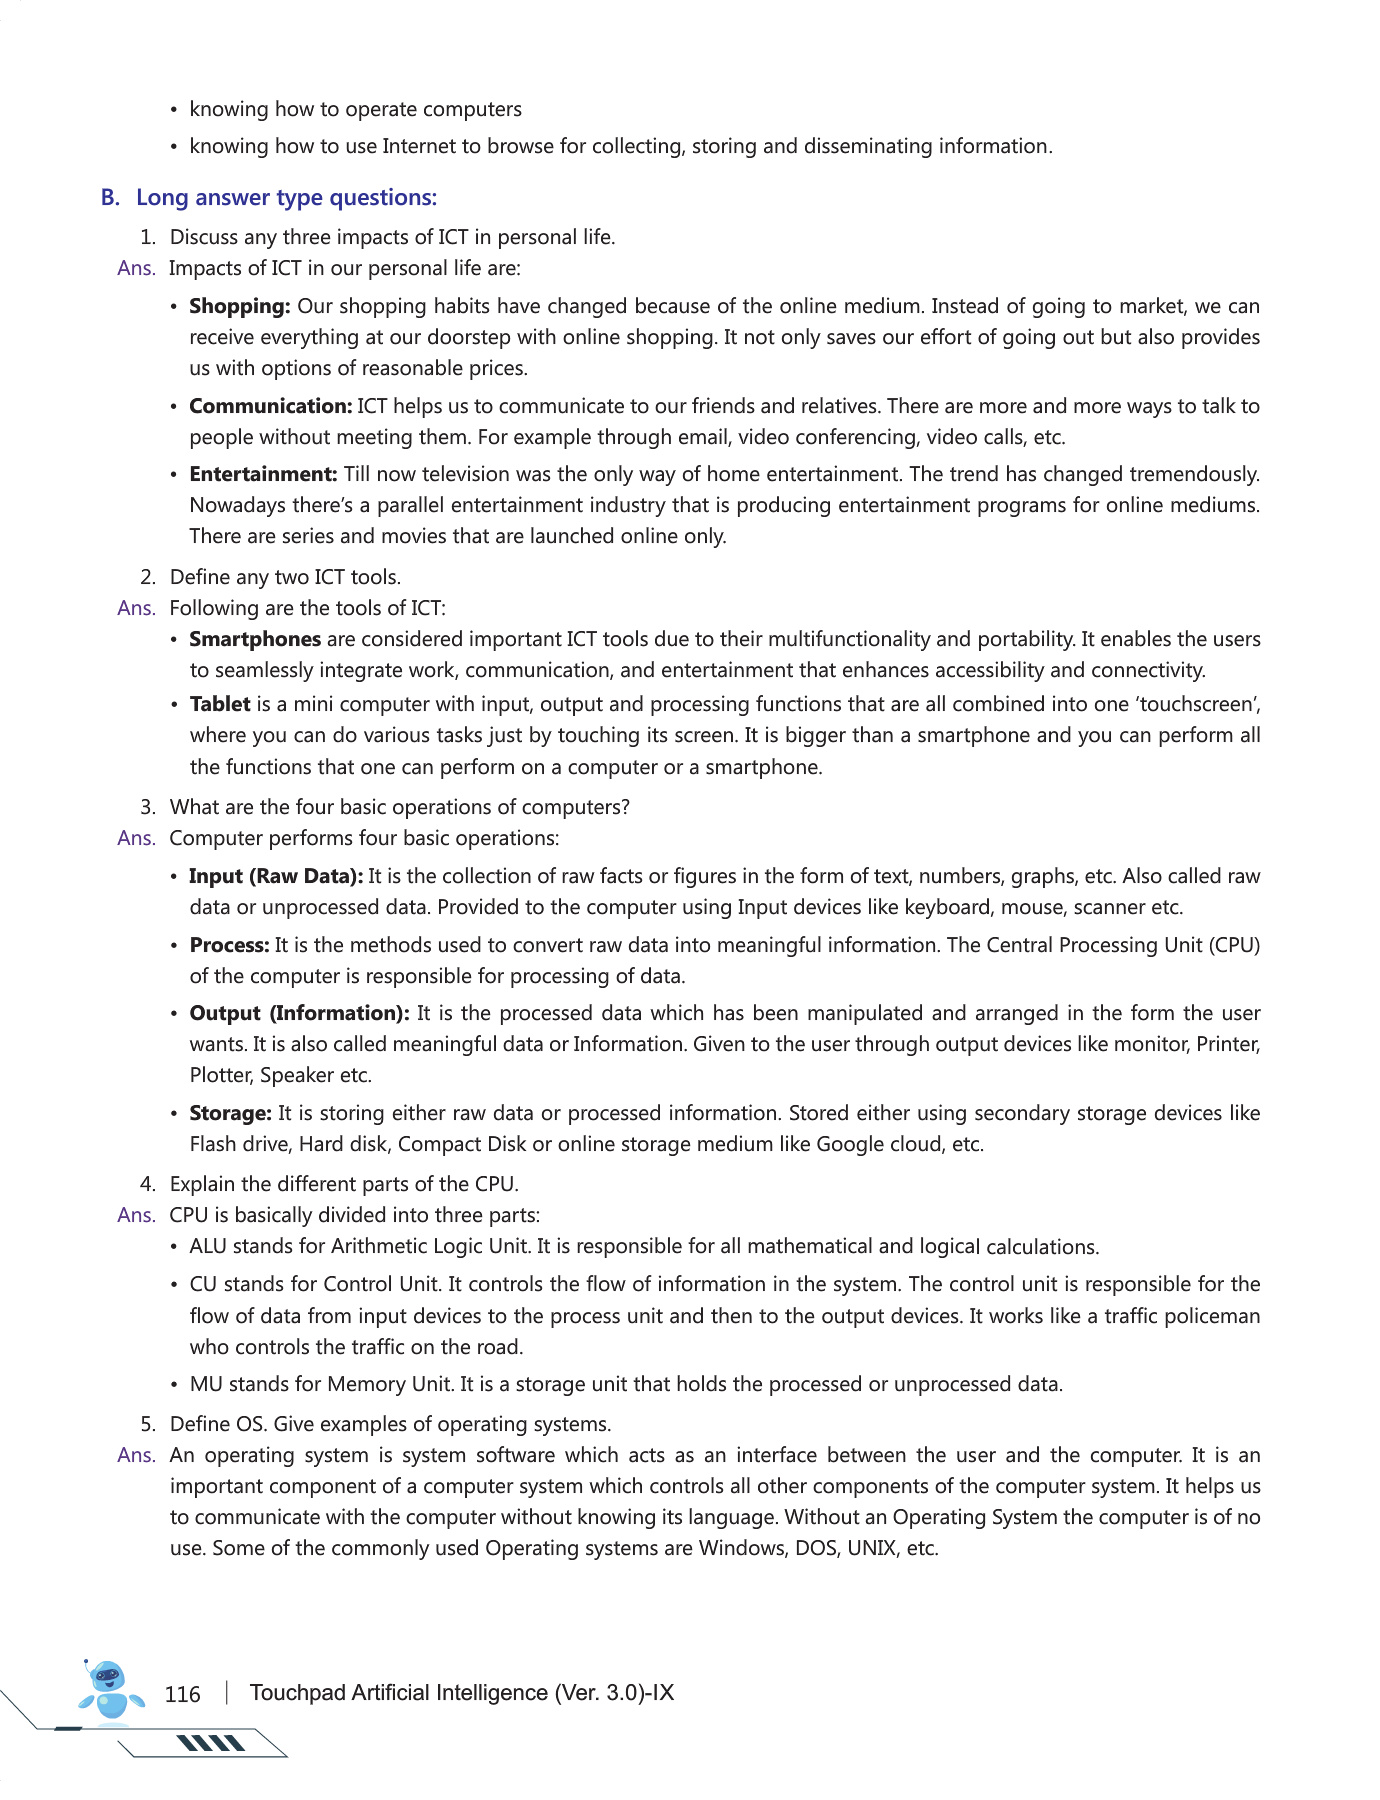 • knowing how to operate computers
• knowing how to use Internet to browse for collecting, storing and disseminating information.
B. Long answer type questions:
1. Discuss any three impacts of ICT in personal life.
Ans. Impacts of ICT in our personal life are:
• Shopping: Our shopping habits have changed because of the online medium. Instead of going to market, we can
receive everything at our doorstep with online shopping. It not only saves our effort of going out but also provides
us with options of reasonable prices.
• Communication: ICT helps us to communicate to our friends and relatives. There are more and more ways to talk to
people without meeting them. For example through email, video conferencing, video calls, etc.
• Entertainment: Till now television was the only way of home entertainment. The trend has changed tremendously.
Nowadays there’s a parallel entertainment industry that is producing entertainment programs for online mediums.
There are series and movies that are launched online only.
2. Define any two ICT tools.
Ans. Following are the tools of ICT:
• Smartphones are considered important ICT tools due to their multifunctionality and portability. It enables the users
to seamlessly integrate work, communication, and entertainment that enhances accessibility and connectivity.
• Tablet is a mini computer with input, output and processing functions that are all combined into one ‘touchscreen’,
where you can do various tasks just by touching its screen. It is bigger than a smartphone and you can perform all
the functions that one can perform on a computer or a smartphone.
3. What are the four basic operations of computers?
Ans. Computer performs four basic operations:
• Input (Raw Data): It is the collection of raw facts or figures in the form of text, numbers, graphs, etc. Also called raw
data or unprocessed data. Provided to the computer using Input devices like keyboard, mouse, scanner etc.
• Process: It is the methods used to convert raw data into meaningful information. The Central Processing Unit (CPU)
of the computer is responsible for processing of data.
• Output (Information): It is the processed data which has been manipulated and arranged in the form the user
wants. It is also called meaningful data or Information. Given to the user through output devices like monitor, Printer,
Plotter, Speaker etc.
• Storage: It is storing either raw data or processed information. Stored either using secondary storage devices like
Flash drive, Hard disk, Compact Disk or online storage medium like Google cloud, etc.
4. Explain the different parts of the CPU.
Ans. CPU is basically divided into three parts:
• ALU stands for Arithmetic Logic Unit. It is responsible for all mathematical and logical calculations.
• CU stands for Control Unit. It controls the flow of information in the system. The control unit is responsible for the
flow of data from input devices to the process unit and then to the output devices. It works like a traffic policeman
who controls the traffic on the road.
• MU stands for Memory Unit. It is a storage unit that holds the processed or unprocessed data.
5. Define OS. Give examples of operating systems.
Ans. An operating system is system software which acts as an interface between the user and the computer. It is an
important component of a computer system which controls all other components of the computer system. It helps us
to communicate with the computer without knowing its language. Without an Operating System the computer is of no
use. Some of the commonly used Operating systems are Windows, DOS, UNIX, etc.
116 | Touchpad Artificial Intelligence (Ver. 3.0)-IX